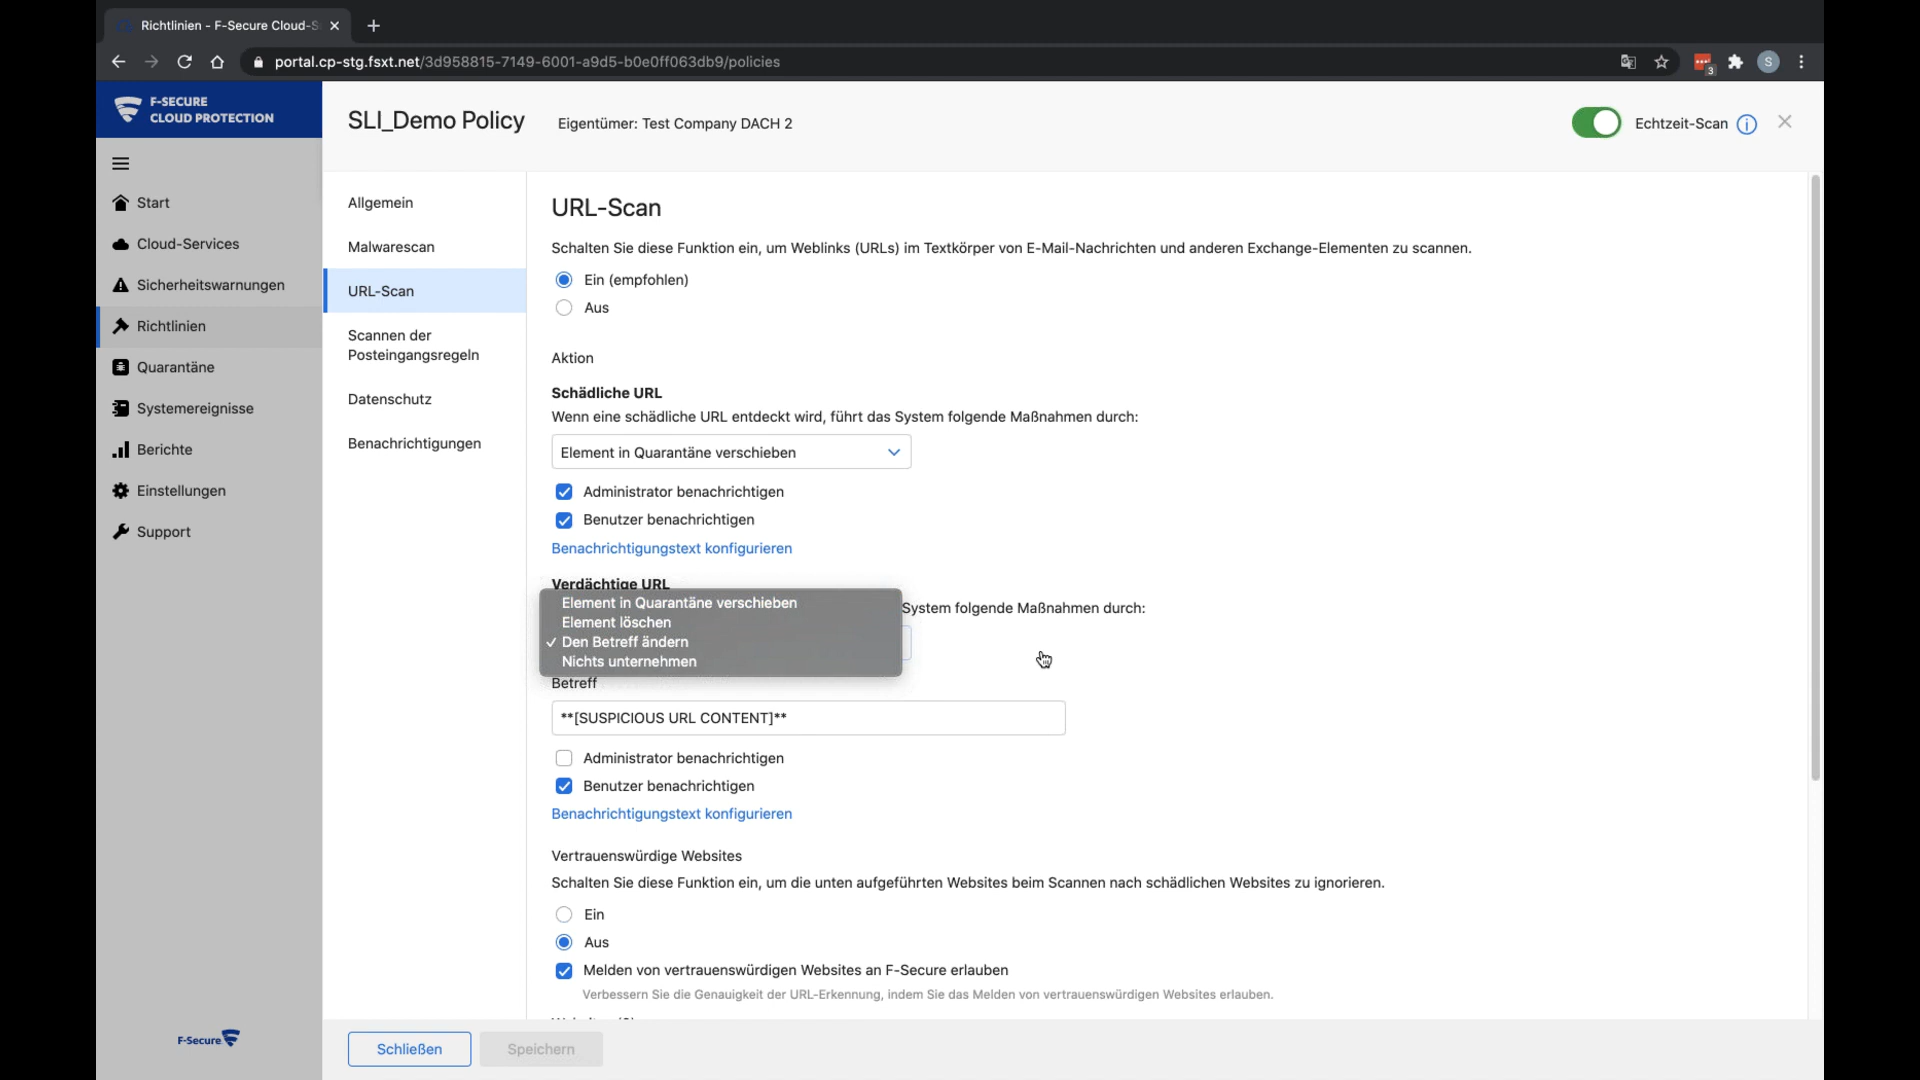 Richtlinien - F-Secure Cloud-S
portal.cp-stg.fsxt.net/3d958815-7149-6001-a9d5-b0e0ff063db9/policies
3
S
F-SECURE
CLOUD PROTECTION
Start
Cloud-Services
Sicherheitswarnungen
Richtlinien
Quarantäne
Systemereignisse
Berichte
Einstellungen
Support
F-Secure
SLI_Demo Policy
Eigentümer: Test Company DACH 2
Echtzeit-Scan
Allgemein
Malwarescan
URL-Scan
Scannen der
Posteingangsregeln
Datenschutz
Benachrichtigungen
URL-Scan
Schalten Sie diese Funktion ein, um Weblinks (URLs) im Textkörper von E-Mail-Nachrichten und anderen Exchange-Elementen zu scannen.
Ein (empfohlen)
Aus
Aktion
Schädliche URL
Wenn eine schädliche URL entdeckt wird, führt das System folgende Maßnahmen durch:
Element in Quarantäne verschieben
Administrator benachrichtigen
Benutzer benachrichtigen
Benachrichtigungstext konfigurieren
Verdächtige URL
System folgende Maßnahmen durch:
Element in Quarantäne verschieben
Element löschen
✓ Den Betreff ändern
Nichts unternehmen
Betreff
**[SUSPICIOUS URL CONTENT]**
Administrator benachrichtigen
Benutzer benachrichtigen
Benachrichtigungstext konfigurieren
Vertrauenswürdige Websites
Schalten Sie diese Funktion ein, um die unten aufgeführten Websites beim Scannen nach schädlichen Websites zu ignorieren.
Ein
Aus
Melden von vertrauenswürdigen Websites an F-Secure erlauben
Verbessern Sie die Genauigkeit der URL-Erkennung, indem Sie das Melden von vertrauenswürdigen Websites erlauben.
Schließen
Speichern